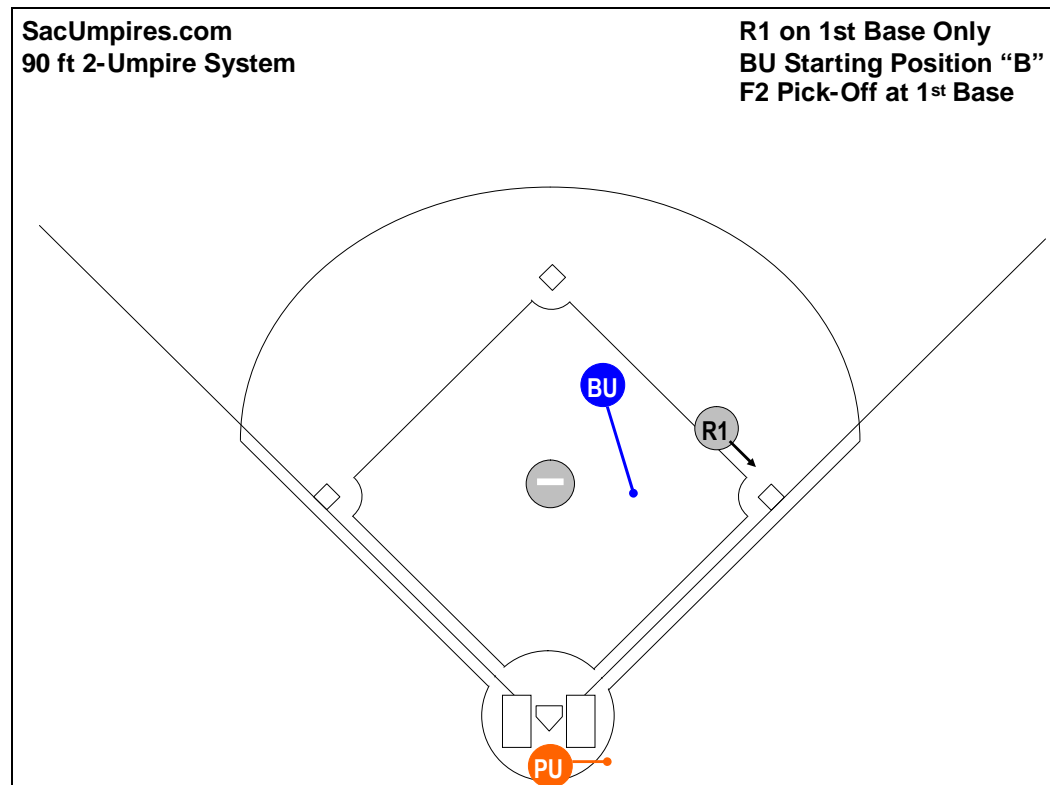 SacUmpires.com
90 ft 2-Umpire System
R1 on 1st Base Only
BU Starting Position “B”
F2 Pick-Off at 1st Base
BU
R1
PU